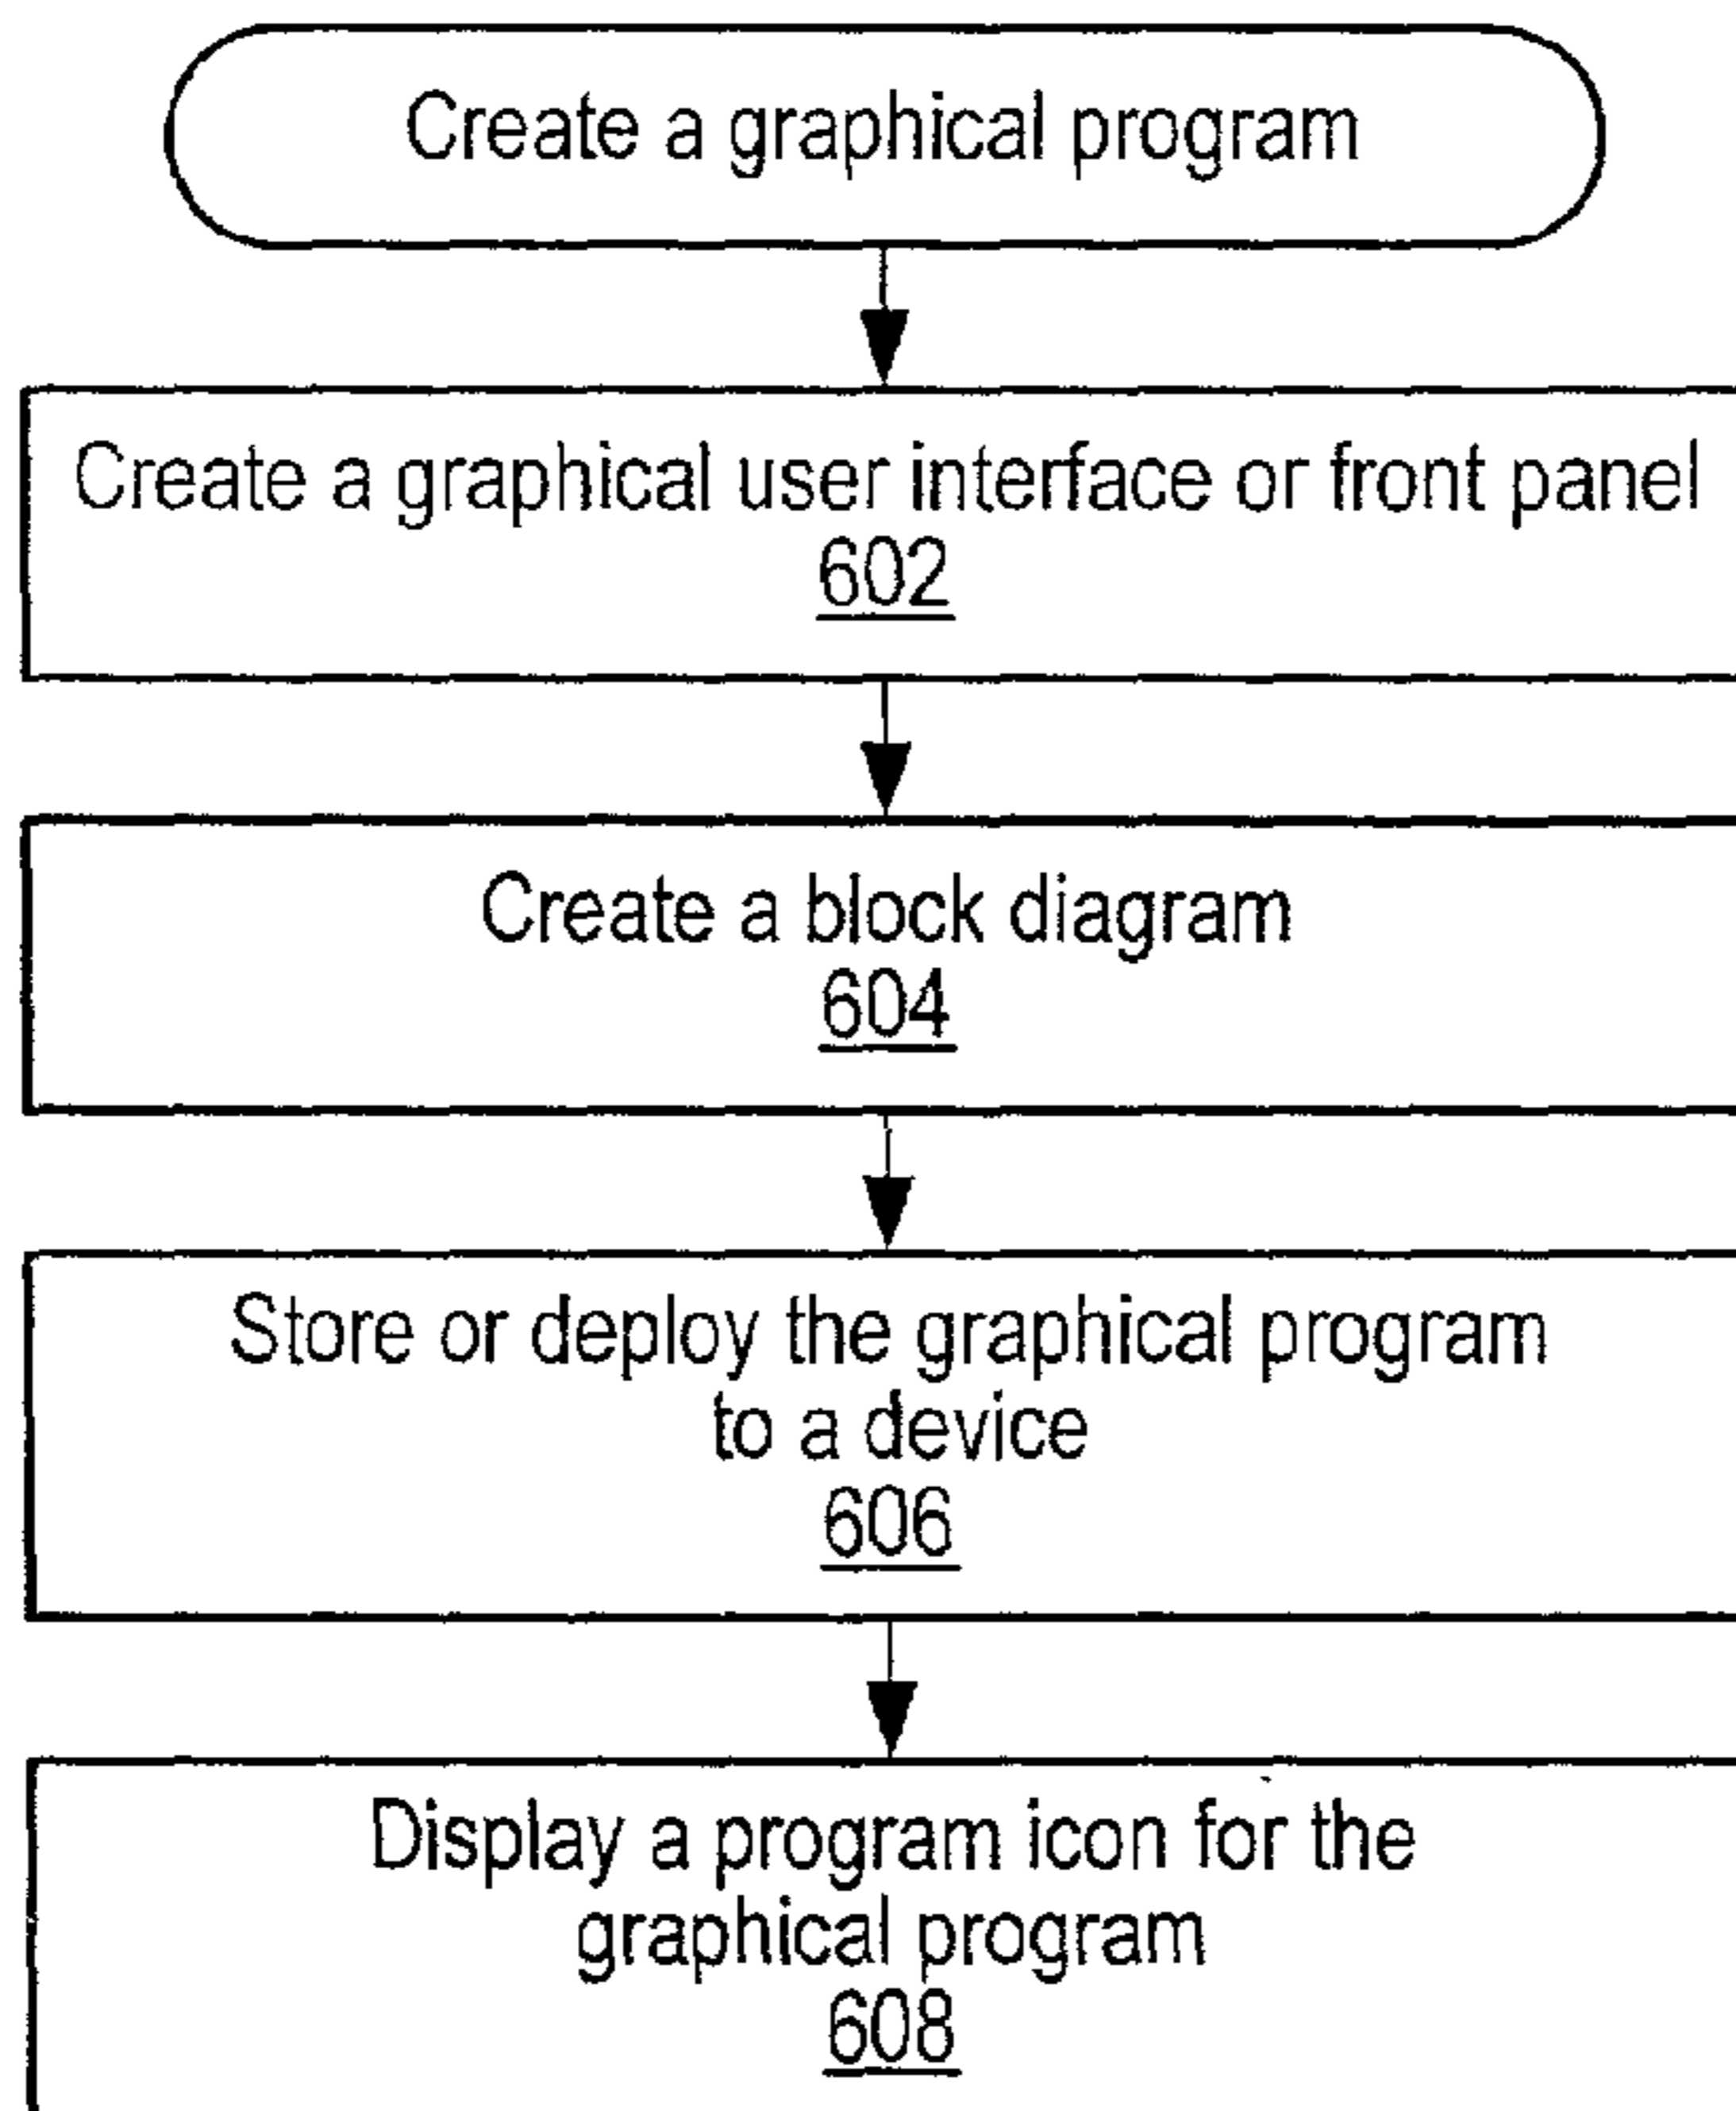 Create a graphical program
Create a graphical user interface or front panel
602
Create a block diagram
604
Store or deploy the graphical program
to a device
606
Display a program icon for the
graphical program
608